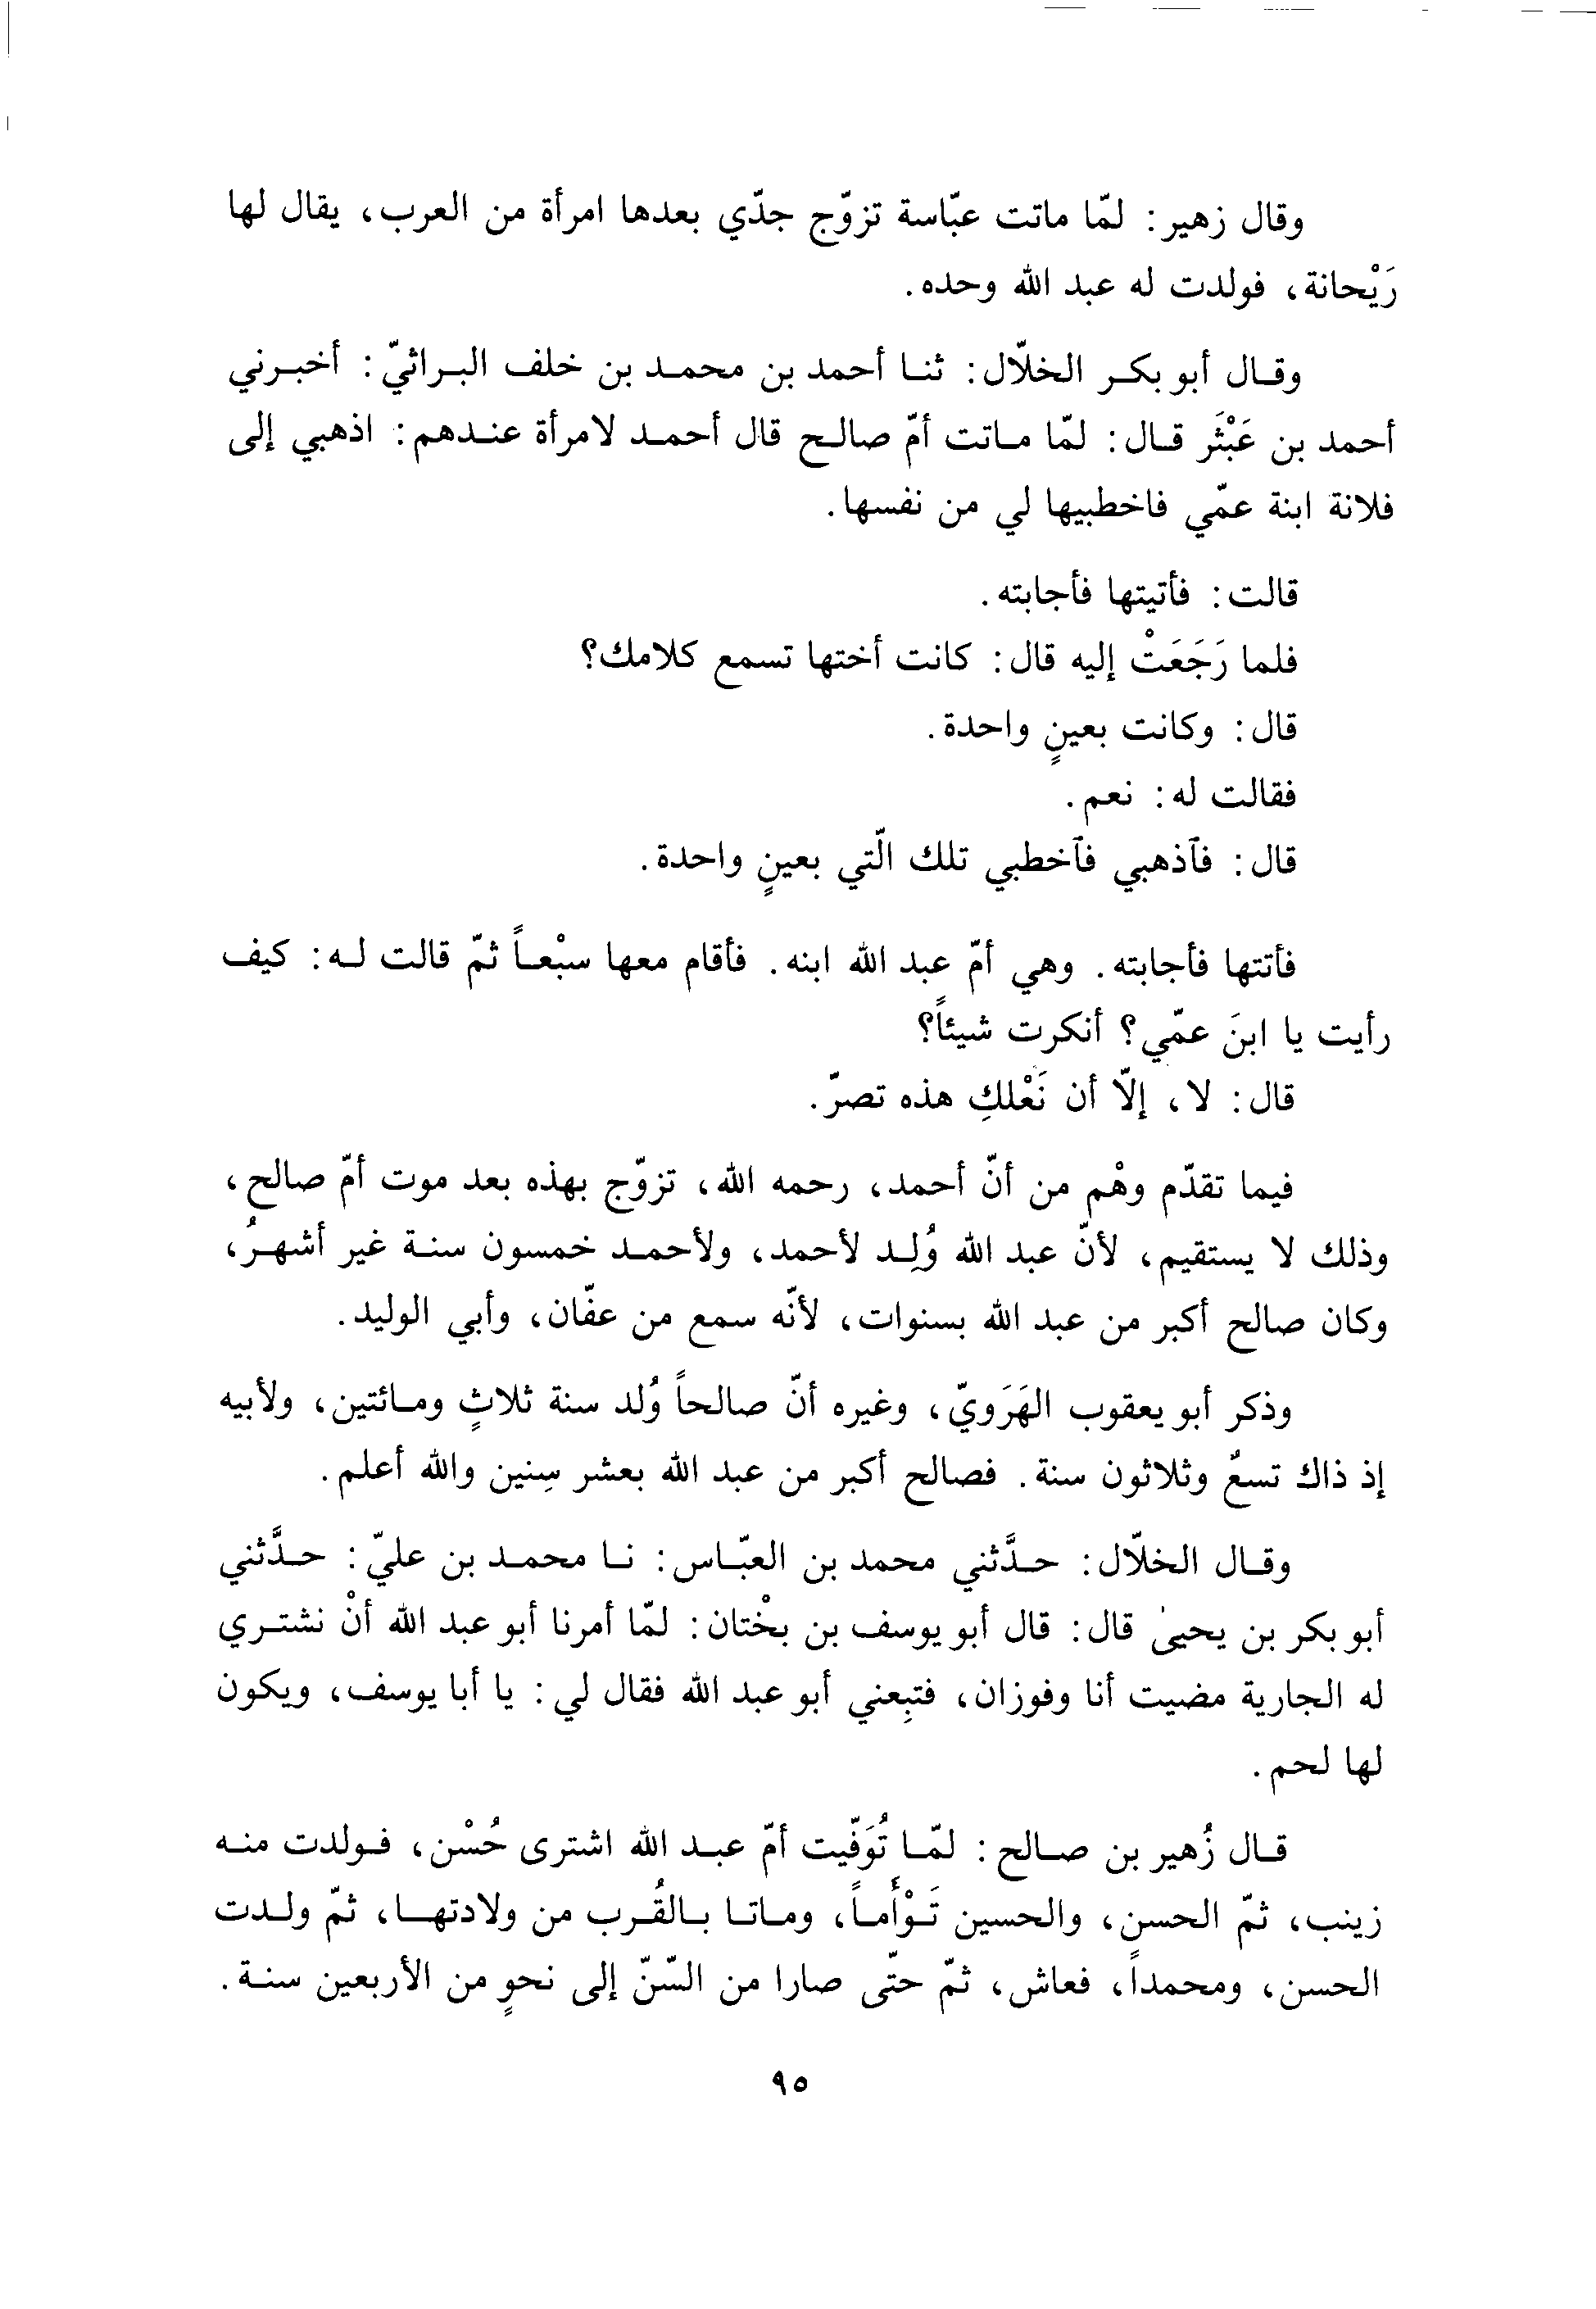 وقال زهير: لمّا ماتت عبّاسة تزوّج جدّي بعدها امرأة من العرب، يقال لها
رَيْحانة، فولدت له عبد الله وحده.
وقال أبو بكر الخلّال: ثنا أحمد بن محمد بن خلف البراثيّ: أخبرني
أحمد بن عَبْثَر قال: لمّا ماتت أمّ صالح قال أحمد لامرأة عندهم: اذهبي إلى
فلانة ابنة عمّي فاخطبيها لي من نفسها.
قالت: فأتيتها فأجابته.
فلما رَجَعَتْ إليه قال: كانت أختها تسمع كلامك؟
قال: وكانت بعينٍ واحدة.
فقالت له: نعم.
قال: فٱذهبي فٱخطبي تلك الّتي بعينٍ واحدة.
فأتتها فأجابته. وهي أمّ عبد الله ابنه. فأقام معها سبْعاً ثمّ قالت له: كيف
رأيت يا ابنَ عمّي؟ أنكرت شيئاً؟
قال: لا، إلّا أن نَعْلكِ هذه تصرّ.
فيما تقدّم وهْم من أنّ أحمد، رحمه الله، تزوّج بهذه بعد موت أمّ صالح،
وذلك لا يستقيم، لأنّ عبد الله وُلِد لأحمد، ولأحمد خمسون سنة غير أشهرُ،
وكان صالح أكبر من عبد الله بسنوات، لأنّه سمع من عفّان، وأبي الوليد.
وذكر أبو يعقوب الهَرَويّ، وغيره أنّ صالحاً وُلد سنة ثلاثٍ ومائتين، ولأبيه
إذ ذاك تسعٌ وثلاثون سنة. فصالح أكبر من عبد الله بعشر سِنين والله أعلم.
وقال الخلّال: حدَّثني محمد بن العبّاس: نا محمد بن عليّ: حدَّثني
أبو بكر بن يحيىٰ قال: قال أبو يوسف بن بخْتان: لمّا أمرنا أبو عبد الله أنْ نشتري
له الجارية مضيت أنا وفوزان، فتبِعني أبو عبد الله فقال لي: يا أبا يوسف، ويكون
لها لحم.
قال زُهير بن صالح: لمّا تُوَفّيت أمّ عبد الله اشترى حُسْن، فولدت منه
زينب، ثمّ الحسن، والحسين تَوْأَماً، وماتا بالقُرب من ولادتها، ثمّ ولدت
الحسن، ومحمداً، فعاش، ثمّ حتّى صارا من السّنّ إلى نحوٍ من الأربعين سنة.
٩٥